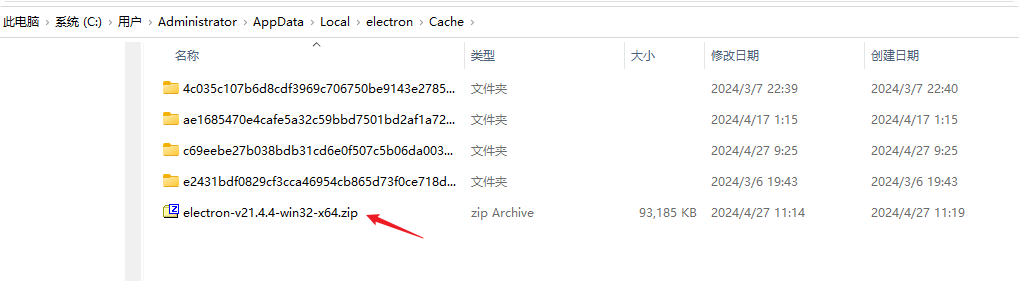 此电脑 › 系统 (C:) › 用户 › Administrator › AppData › Local › electron › Cache ›
名称 类型 大小 修改日期 创建日期
4c035c107b6d8cdf3969c706750be9143e2785... 文件夹 2024/3/7 22:39 2024/3/7 22:40
ae1685470e4cafe5a32c59bbd7501bd2af1a72... 文件夹 2024/4/17 1:15 2024/4/17 1:15
c69eebe27b038bdb31cd6e0f507c5b06da003... 文件夹 2024/4/27 9:25 2024/4/27 9:25
e2431bdf0829cf3cca46954cb865d73f0ce718d... 文件夹 2024/3/6 19:43 2024/3/6 19:43
electron-v21.4.4-win32-x64.zip zip Archive 93,185 KB 2024/4/27 11:14 2024/4/27 11:19